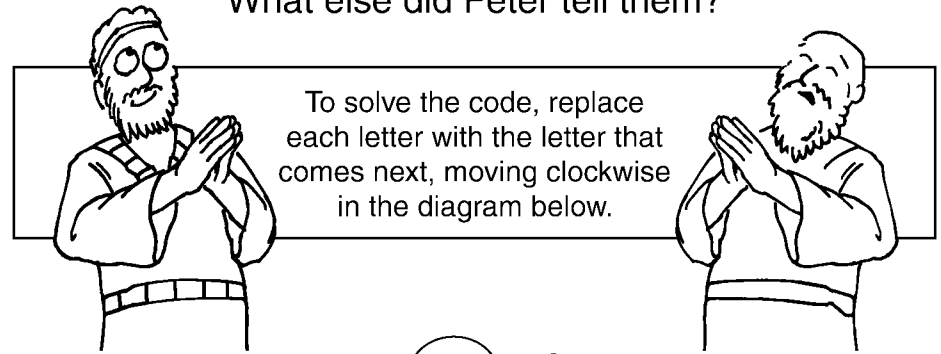 What else did Peter tell them?
To solve the code, replace
each letter with the letter that
comes next, moving clockwise
in the diagram below.